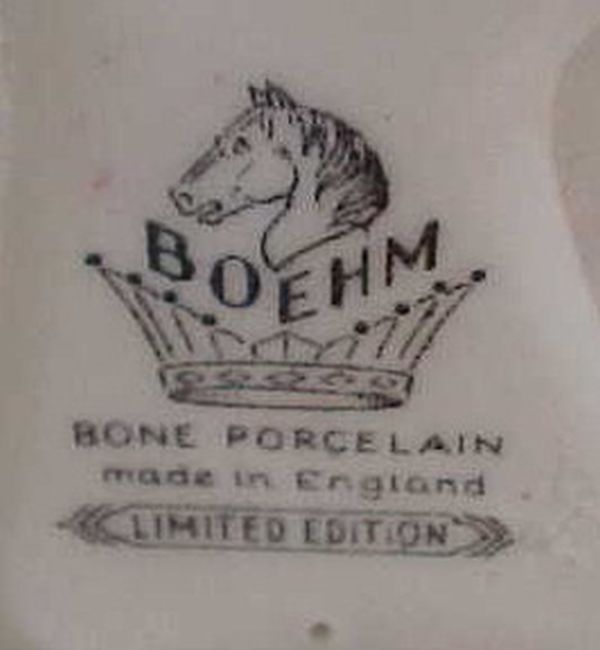 BOEHM
BONE PORCELAIN
made in England
LIMITED EDITION